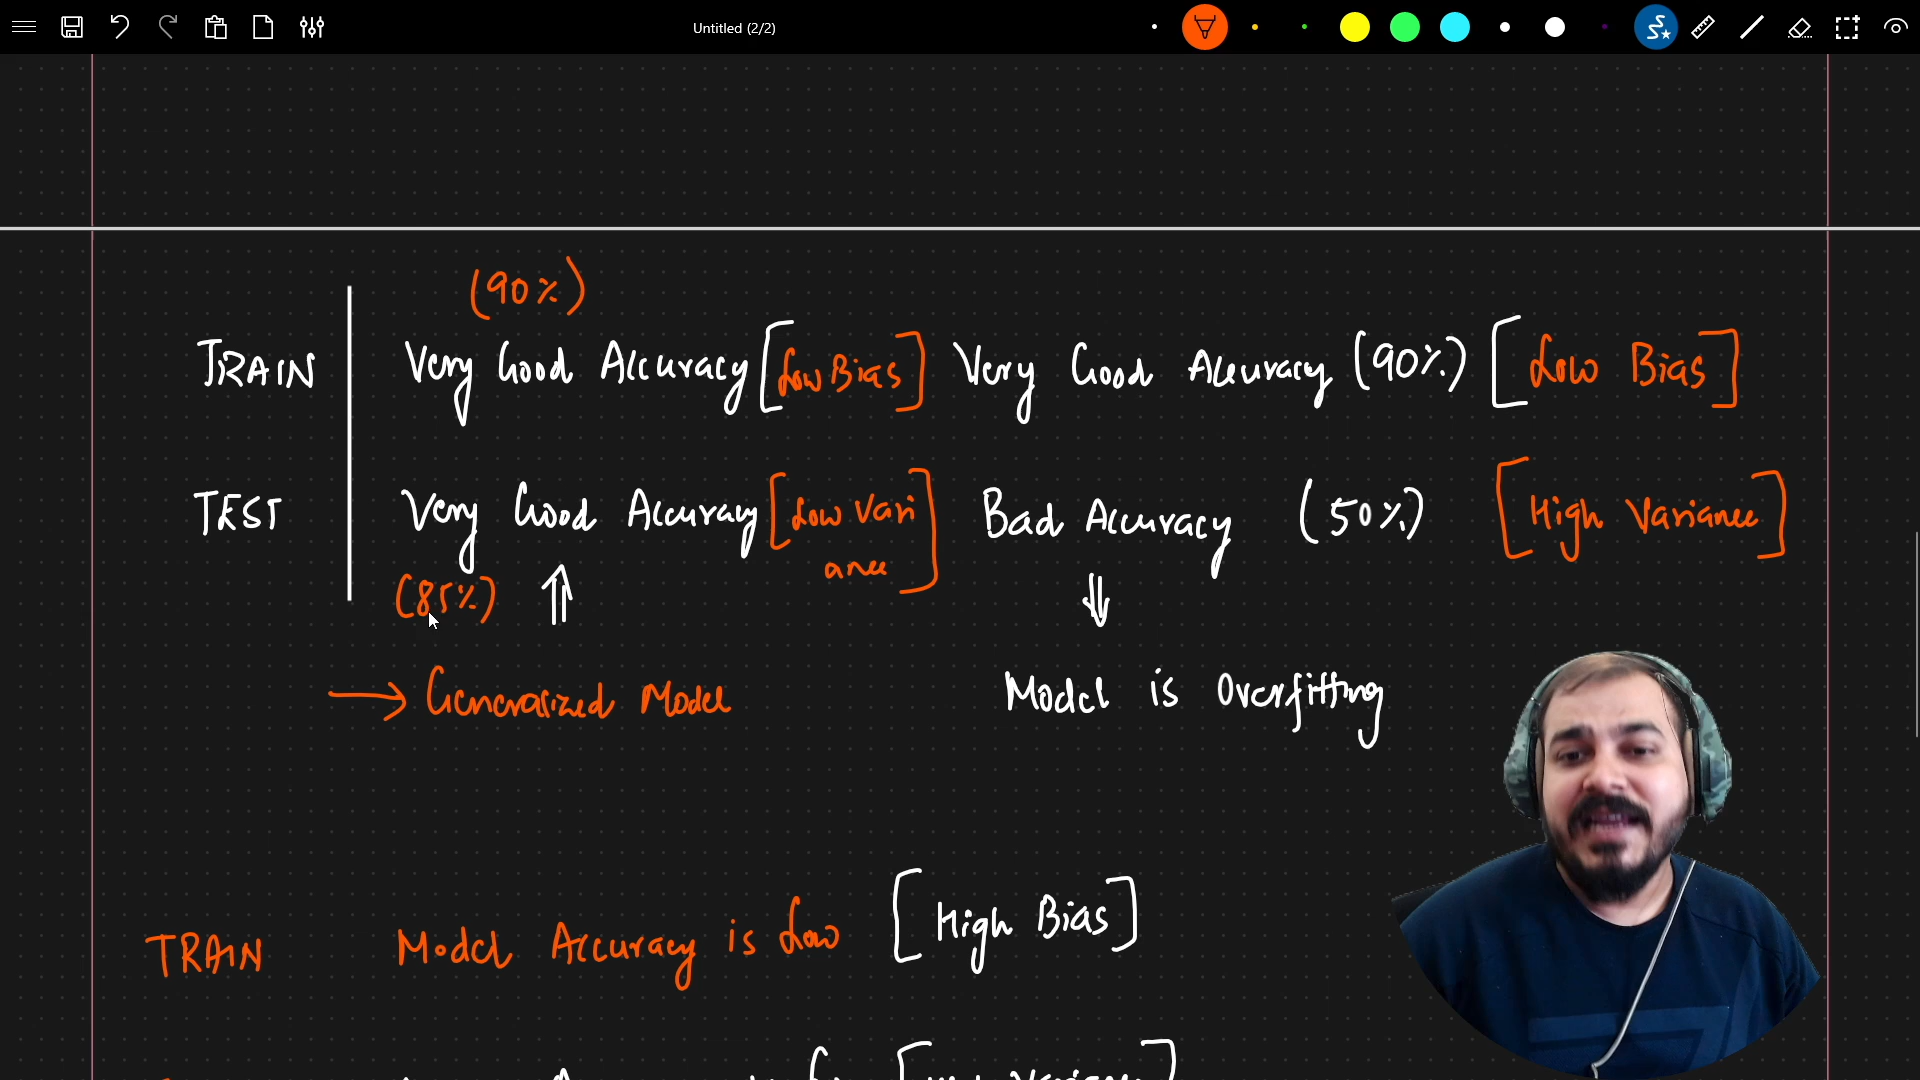 Untitled (2/2)
(90%)
TRAIN Very Good Accuracy [Low Bias] Very Good Accuracy (90%) [Low Bias]
TEST Very Good Accuracy [Low Vari Bad Accuracy (50%) [High Variance]
ance]
(85%)
→ Generalized Model Model is Overfitting
TRAIN Model Accuracy is Low [High Bias]